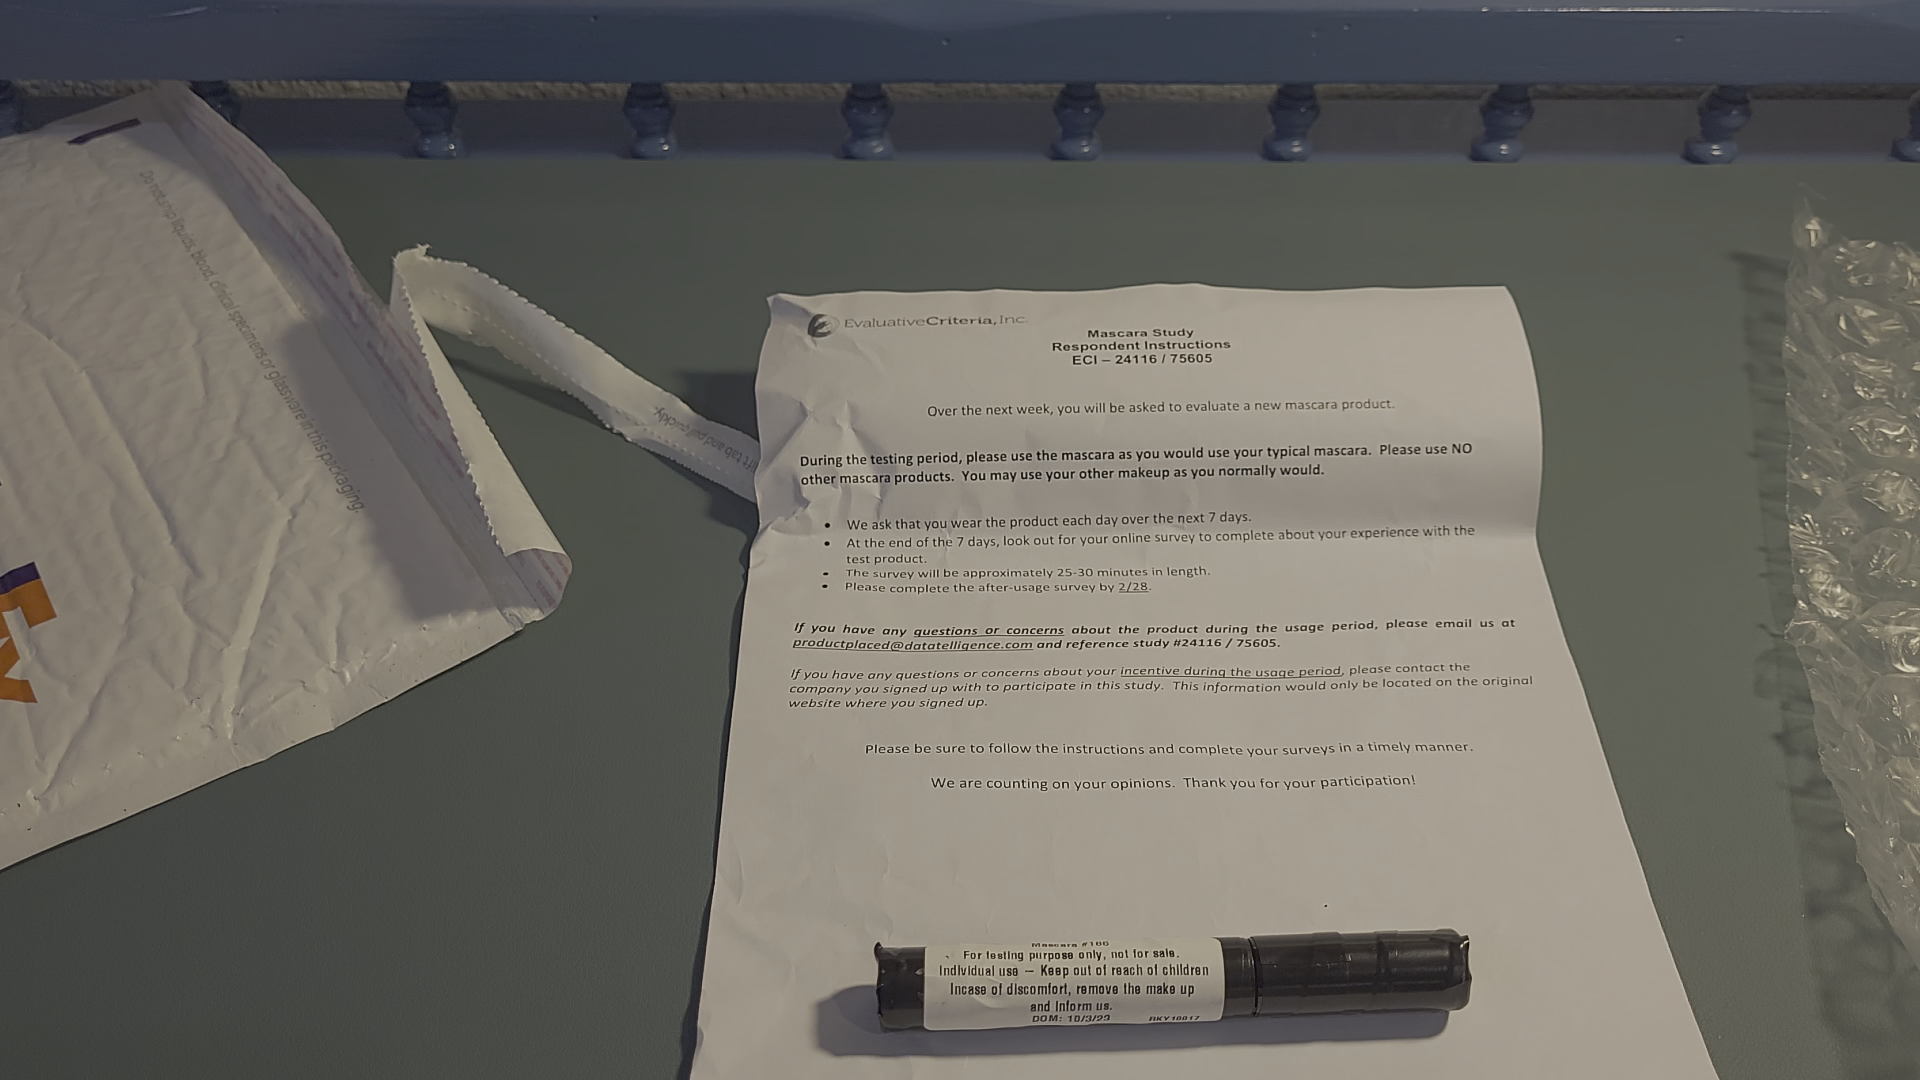 Do not ship liquids, blood, clinical specimens or glassware in this packaging.
lift tab and pull quickly.
EvaluativeCriteria, Inc.
Mascara Study
Respondent Instructions
ECI – 24116 / 75605
Over the next week, you will be asked to evaluate a new mascara product.
During the testing period, please use the mascara as you would use your typical mascara. Please use NO
other mascara products. You may use your other makeup as you normally would.
• We ask that you wear the product each day over the next 7 days.
• At the end of the 7 days, look out for your online survey to complete about your experience with the
test product.
• The survey will be approximately 25-30 minutes in length.
• Please complete the after-usage survey by 2/28.
If you have any questions or concerns about the product during the usage period, please email us at
productplaced@datatelligence.com and reference study #24116 / 75605.
If you have any questions or concerns about your incentive during the usage period, please contact the
company you signed up with to participate in this study. This information would only be located on the original
website where you signed up.
Please be sure to follow the instructions and complete your surveys in a timely manner.
We are counting on your opinions. Thank you for your participation!
Mascara #166
For testing purpose only, not for sale.
Individual use – Keep out of reach of children
Incase of discomfort, remove the make up
and Inform us.
DOM: 10/3/23